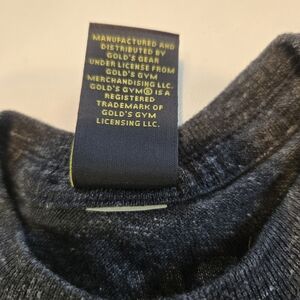 MANUFACTURED AND
DISTRIBUTED BY
GOLD'S GEAR
UNDER LICENSE FROM
GOLD'S GYM
MERCHANDISING LLC.
GOLD'S GYM® IS A
REGISTERED
TRADEMARK OF
GOLD'S GYM
LICENSING LLC.